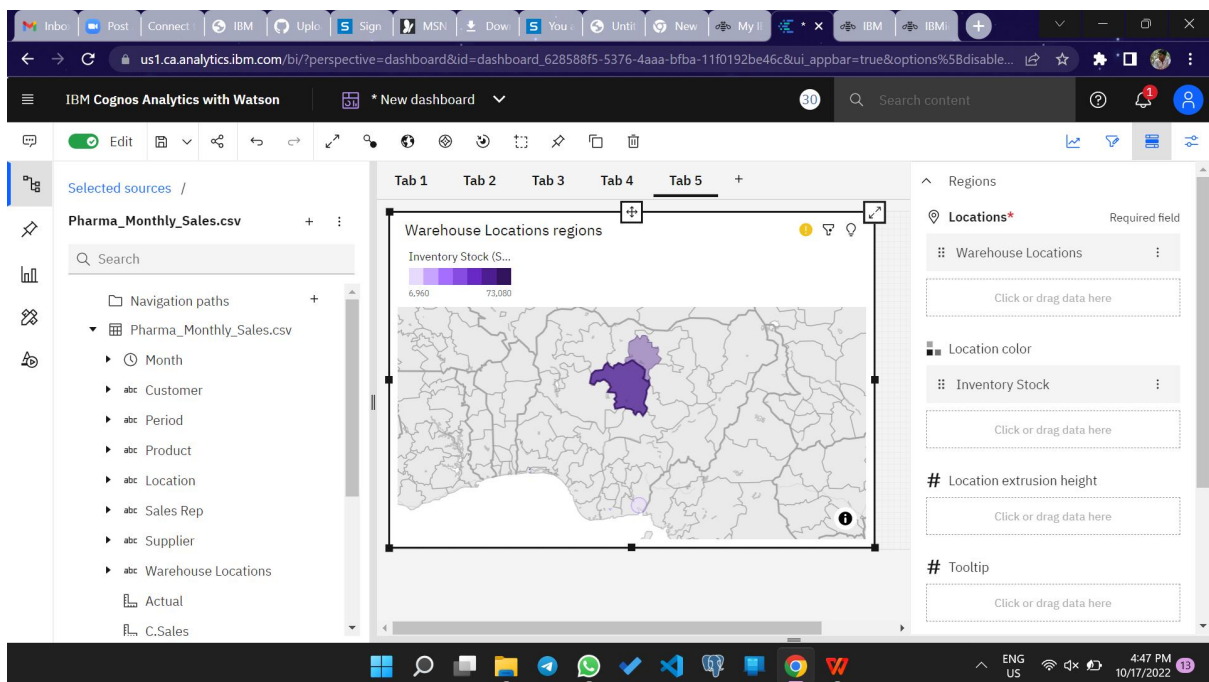 Inbo Post Connect IBM Uplo Sign MSN Dow You a Untit New My I * IBM IBMi
us1.ca.analytics.ibm.com/bi/?perspective=dashboard&id=dashboard_628588f5-5376-4aaa-bfba-11f0192be46c&ui_appbar=true&options%5Bdisable...
IBM Cognos Analytics with Watson
* New dashboard
30
Search content
1
Edit
Selected sources /
Pharma_Monthly_Sales.csv
Search
Navigation paths
Pharma_Monthly_Sales.csv
Month
abc Customer
abc Period
abc Product
abc Location
abc Sales Rep
abc Supplier
abc Warehouse Locations
Actual
C.Sales
Tab 1 Tab 2 Tab 3 Tab 4 Tab 5 +
Warehouse Locations regions
Inventory Stock (S...
6,960 73,080
Regions
Locations* Required field
Warehouse Locations
Click or drag data here
Location color
Inventory Stock
Click or drag data here
# Location extrusion height
Click or drag data here
# Tooltip
Click or drag data here
ENG
US
4:47 PM
10/17/2022
13